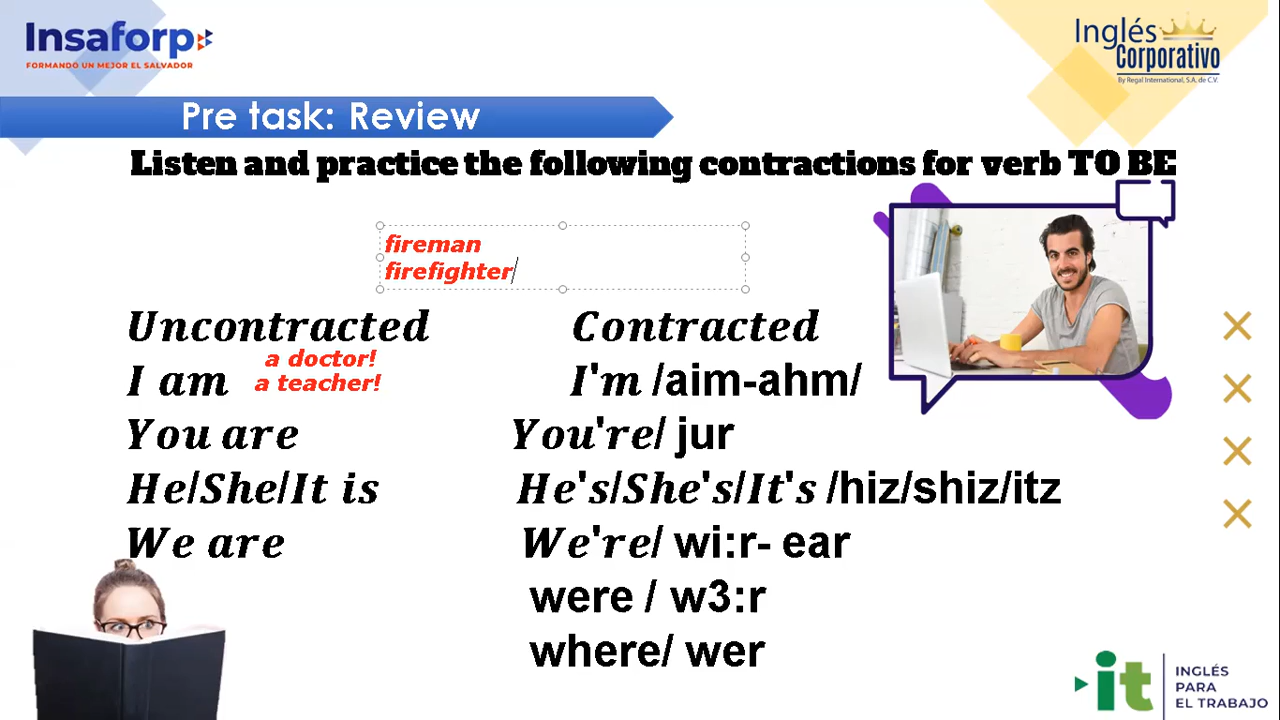 Insaforp
FORMANDO UN MEJOR EL SALVADOR
Inglés
Corporativo
By Regal International, S.A. de C.V.
Pre task: Review
Listen and practice the following contractions for verb TO BE
fireman
firefighter
Uncontracted Contracted
a doctor!
I am I'm /aim-ahm/
a teacher!
You are You're/ jur
He/She/It is He's/She's/It's /hiz/shiz/itz
We are We're/ wi:r- ear
were / w3:r
where/ wer
it
INGLÉS
PARA
EL TRABAJO